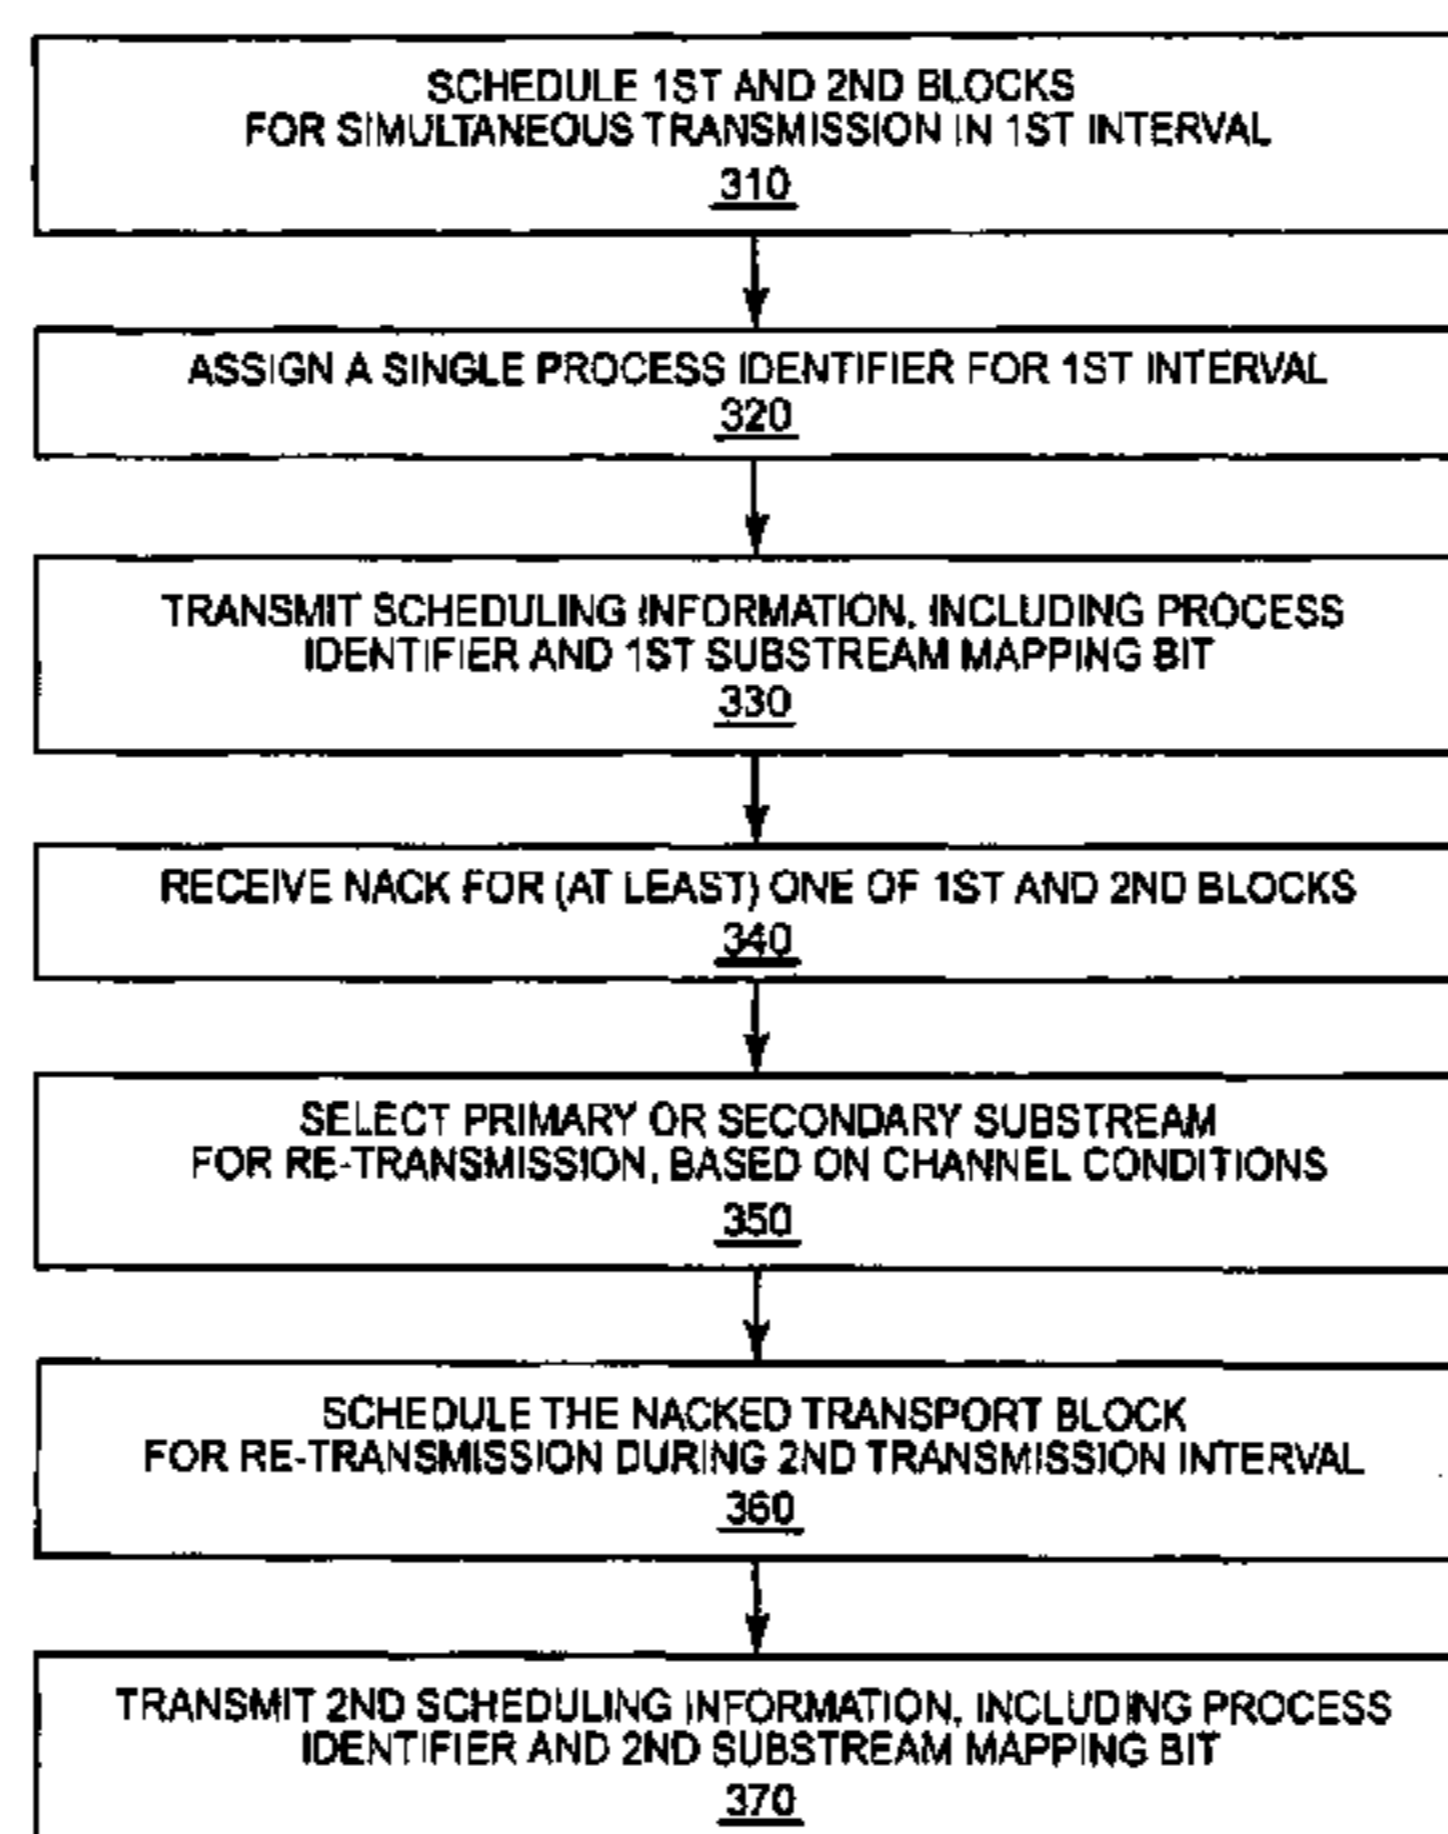 SCHEDULE 1ST AND 2ND BLOCKS
FOR SIMULTANEOUS TRANSMISSION IN 1ST INTERVAL
310
ASSIGN A SINGLE PROCESS IDENTIFIER FOR 1ST INTERVAL
320
TRANSMIT SCHEDULING INFORMATION, INCLUDING PROCESS
IDENTIFIER AND 1ST SUBSTREAM MAPPING BIT
330
RECEIVE NACK FOR (AT LEAST) ONE OF 1ST AND 2ND BLOCKS
340
SELECT PRIMARY OR SECONDARY SUBSTREAM
FOR RE-TRANSMISSION, BASED ON CHANNEL CONDITIONS
350
SCHEDULE THE NACKED TRANSPORT BLOCK
FOR RE-TRANSMISSION DURING 2ND TRANSMISSION INTERVAL
360
TRANSMIT 2ND SCHEDULING INFORMATION, INCLUDING PROCESS
IDENTIFIER AND 2ND SUBSTREAM MAPPING BIT
370